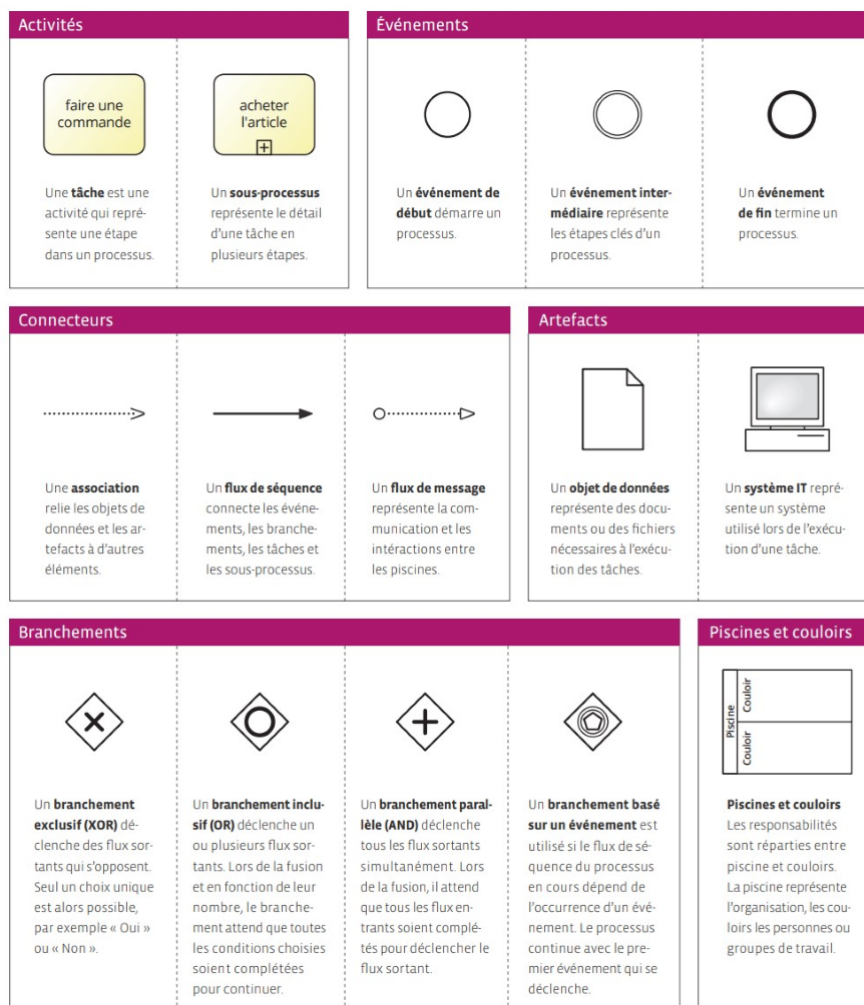 Activités
faire une
commande
Une tâche est une
activité qui repré-
sente une étape
dans un processus.
acheter
l'article
Un sous-processus
représente le détail
d'une tâche en
plusieurs étapes.
Événements
Un événement de
début démarre un
processus.
Un événement inter-
médiaire représente
les étapes clés d'un
processus.
Un événement
de fin termine un
processus.
Connecteurs
Une association
relie les objets de
données et les ar-
tefacts à d'autres
éléments.
Un flux de séquence
connecte les événe-
ments, les branche-
ments, les tâches et
les sous-processus.
Un flux de message
représente la com-
munication et les
intéractions entre
les piscines.
Artefacts
Un objet de données
représente des docu-
ments ou des fichiers
nécessaires à l'exécu-
tion des tâches.
Un système IT repré-
sente un système
utilisé lors de l'exécu-
tion d'une tâche.
Branchements
Un branchement
exclusif (XOR) dé-
clenche des flux sor-
tants qui s'opposent.
Seul un choix unique
est alors possible,
par exemple « Oui »
ou « Non ».
Un branchement inclu-
sif (OR) déclenche un
ou plusieurs flux sor-
tants. Lors de la fusion
et en fonction de leur
nombre, le branche-
ment attend que toutes
les conditions choisies
soient complétées
pour continuer.
Un branchement paral-
lèle (AND) déclenche
tous les flux sortants
simultanément. Lors
de la fusion, il attend
que tous les flux en-
trants soient complé-
tés pour déclencher le
flux sortant.
Un branchement basé
sur un événement est
utilisé si le flux de sé-
quence du processus
en cours dépend de
l'occurrence d'un évé-
nement. Le processus
continue avec le pre-
mier événement qui se
déclenche.
Piscines et couloirs
Piscine
Couloir
Couloir
Piscines et couloirs
Les responsabilités
sont réparties entre
piscine et couloirs.
La piscine représente
l'organisation, les cou-
loirs les personnes ou
groupes de travail.